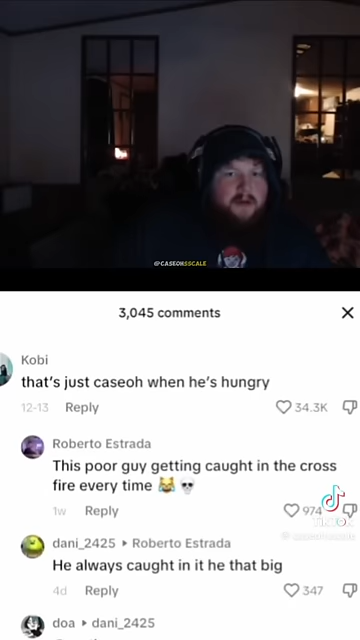 @CASEOHSSCALE
3,045 comments
Kobi
that's just caseoh when he's hungry
12-13 Reply 34.3K
Roberto Estrada
This poor guy getting caught in the cross
fire every time 😹💀
1w Reply 974
TikTok
dani_2425 ▸ Roberto Estrada
He always caught in it he that big
4d Reply 347
doa ▸ dani_2425